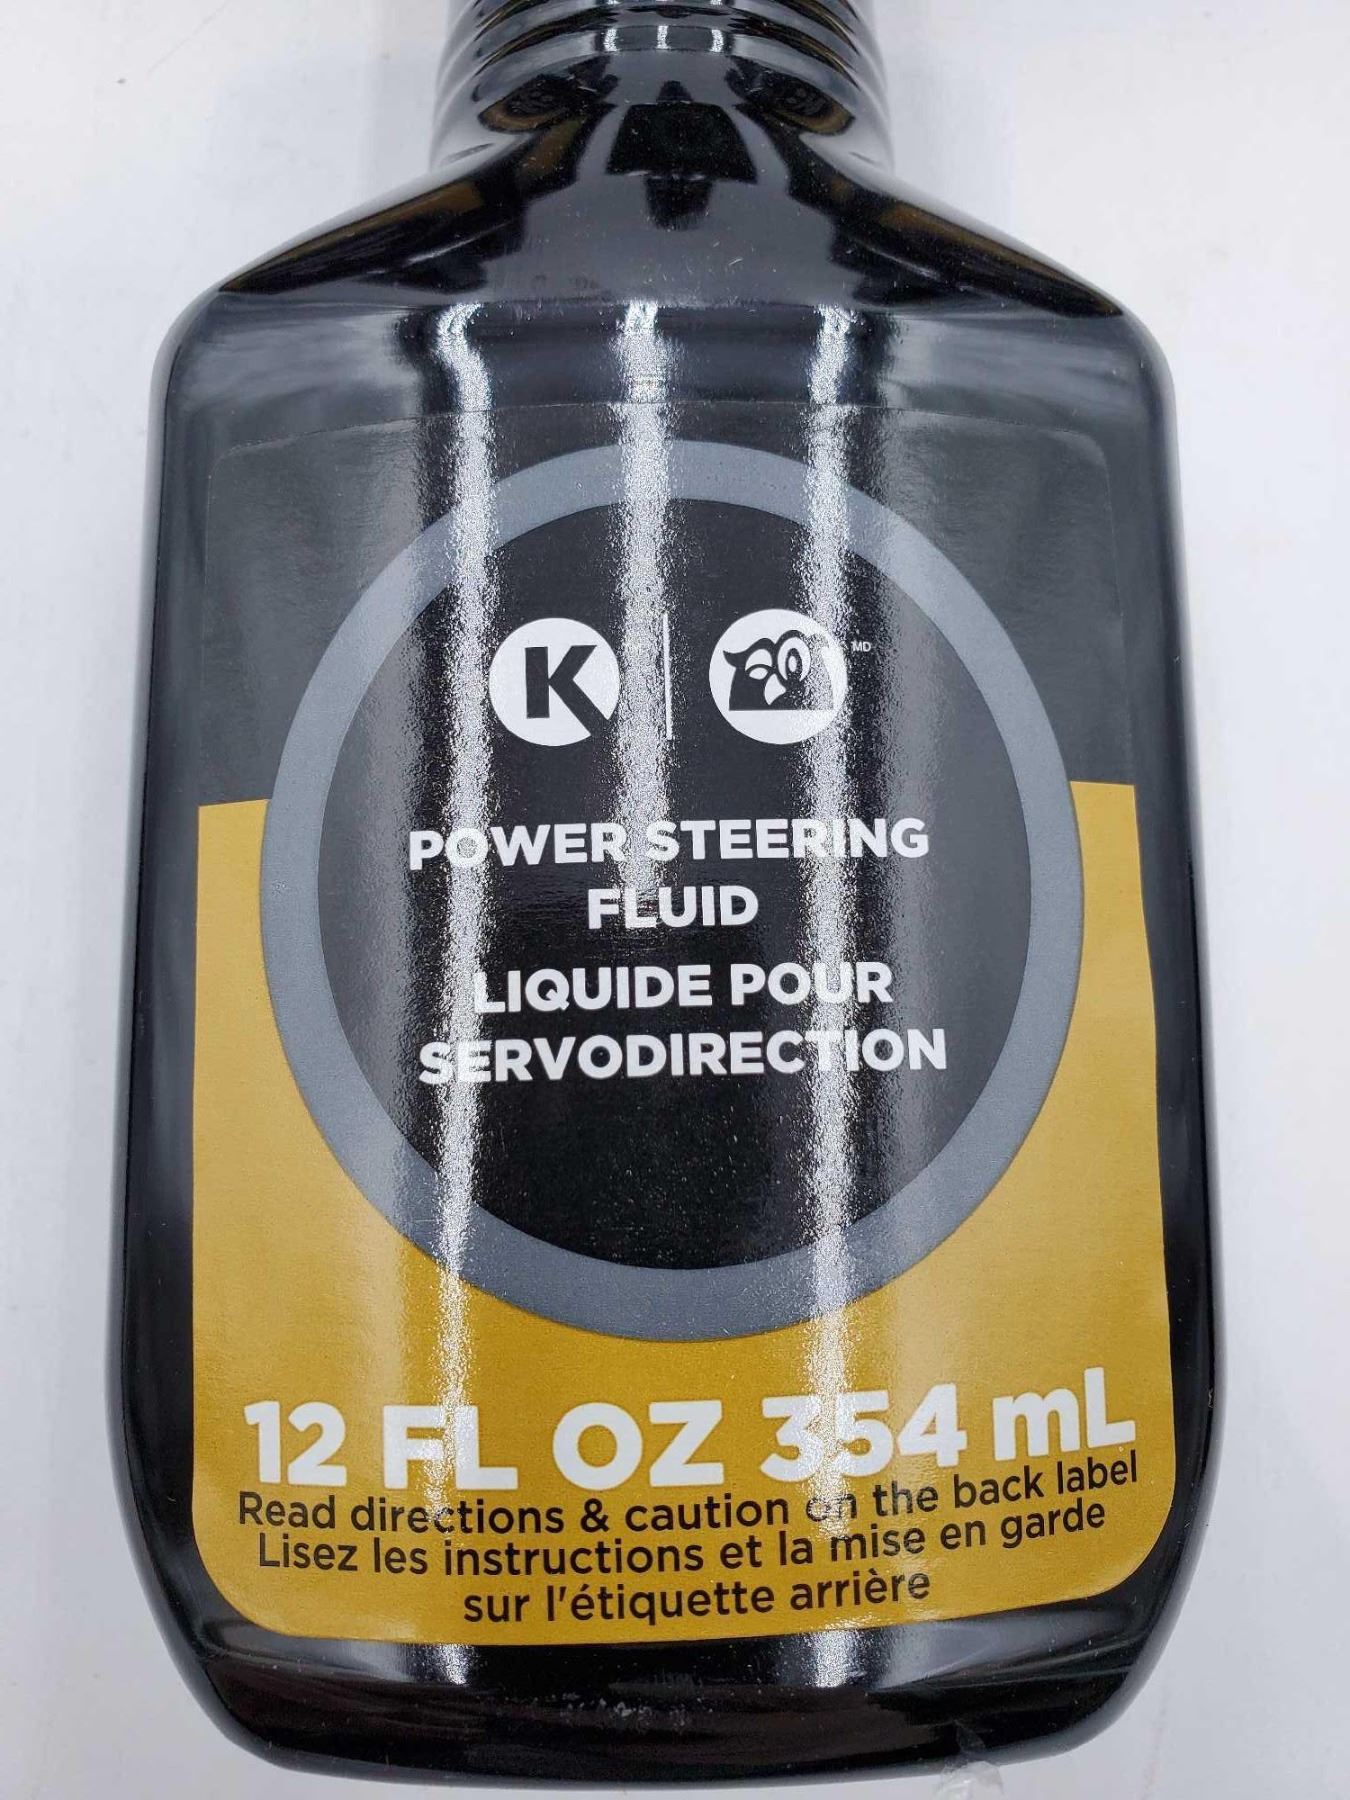 K
MD
POWER STEERING
FLUID
LIQUIDE POUR
SERVODIRECTION
12 FL OZ 354 mL
Read directions & caution on the back label
Lisez les instructions et la mise en garde
sur l'étiquette arrière